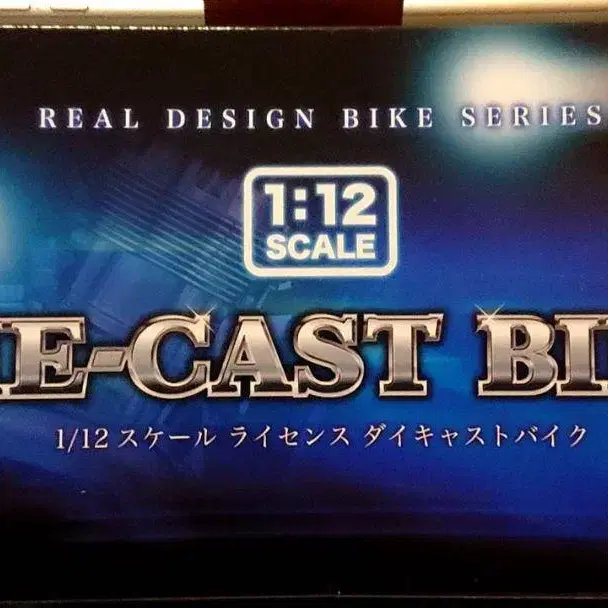 REAL DESIGN BIKE SERIES
1:12
SCALE
IE-CAST BI
1/12 スケール ライセンス ダイキャストバイク